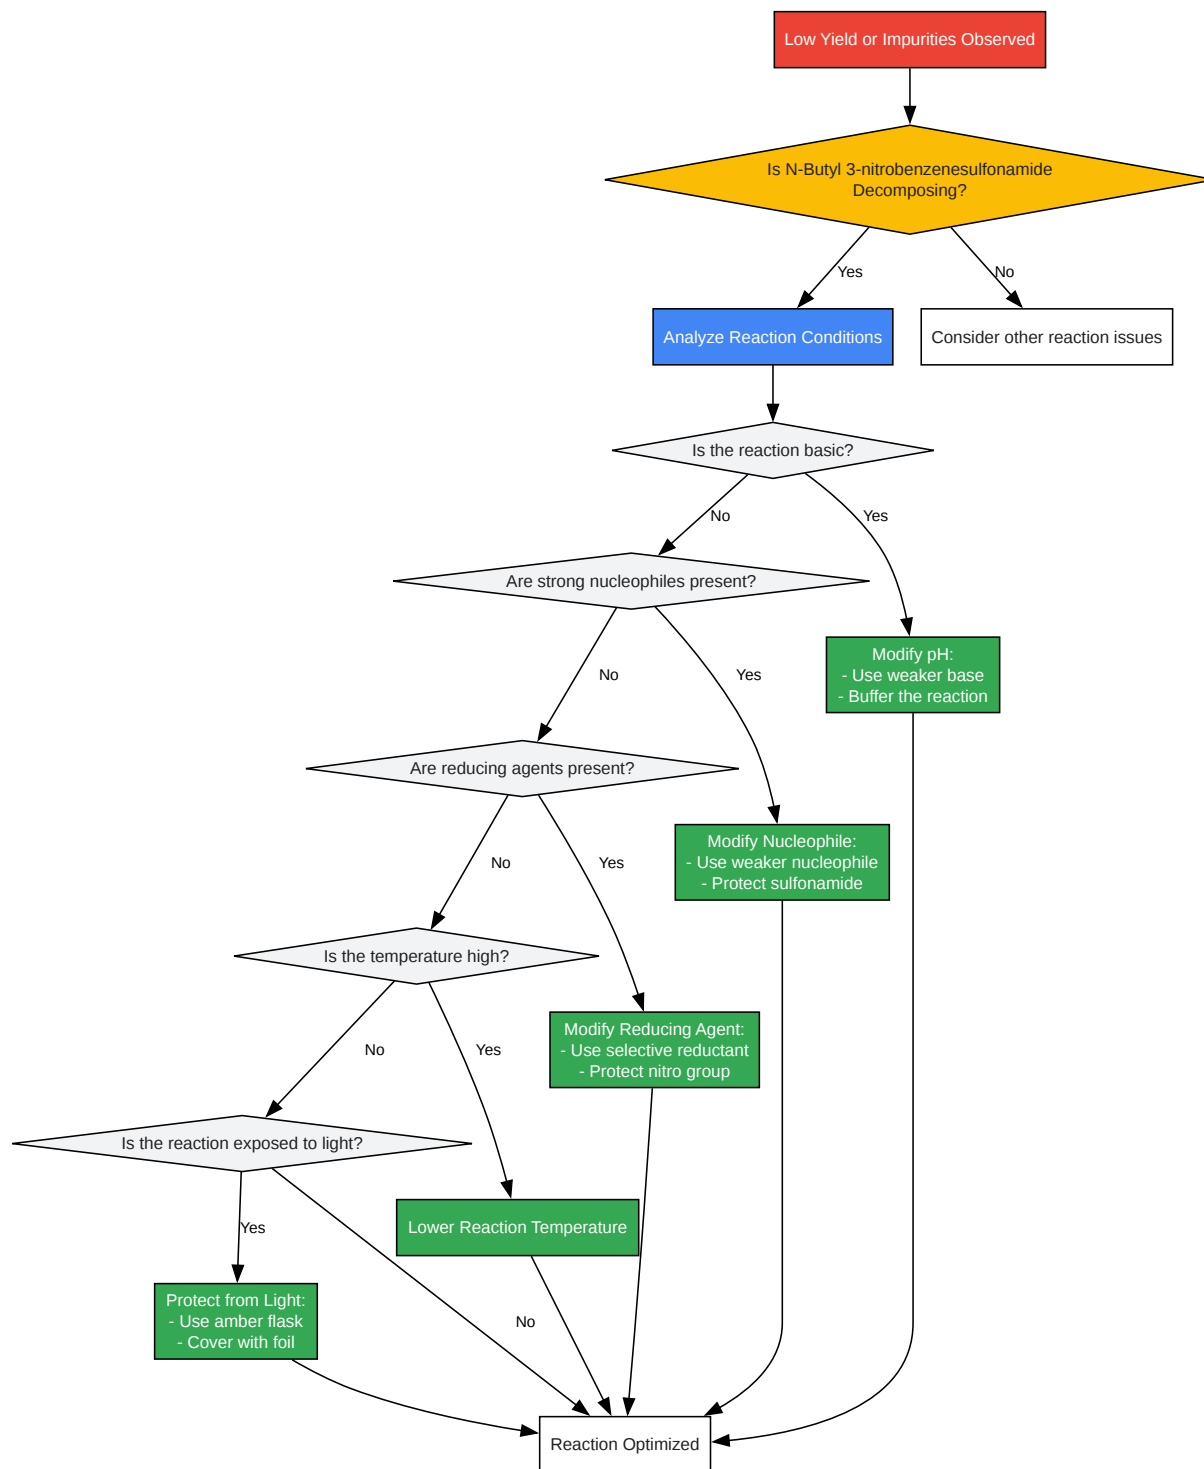 Low Yield or Impurities Observed
Is N-Butyl 3-nitrobenzenesulfonamide
Decomposing?
Yes
No
Analyze Reaction Conditions
Consider other reaction issues
Is the reaction basic?
No
Yes
Are strong nucleophiles present?
Modify pH:
- Use weaker base
- Buffer the reaction
No
Yes
Are reducing agents present?
Modify Nucleophile:
- Use weaker nucleophile
- Protect sulfonamide
No
Yes
Is the temperature high?
Modify Reducing Agent:
- Use selective reductant
- Protect nitro group
No
Yes
Is the reaction exposed to light?
Yes
Lower Reaction Temperature
Protect from Light:
- Use amber flask
- Cover with foil
No
Reaction Optimized